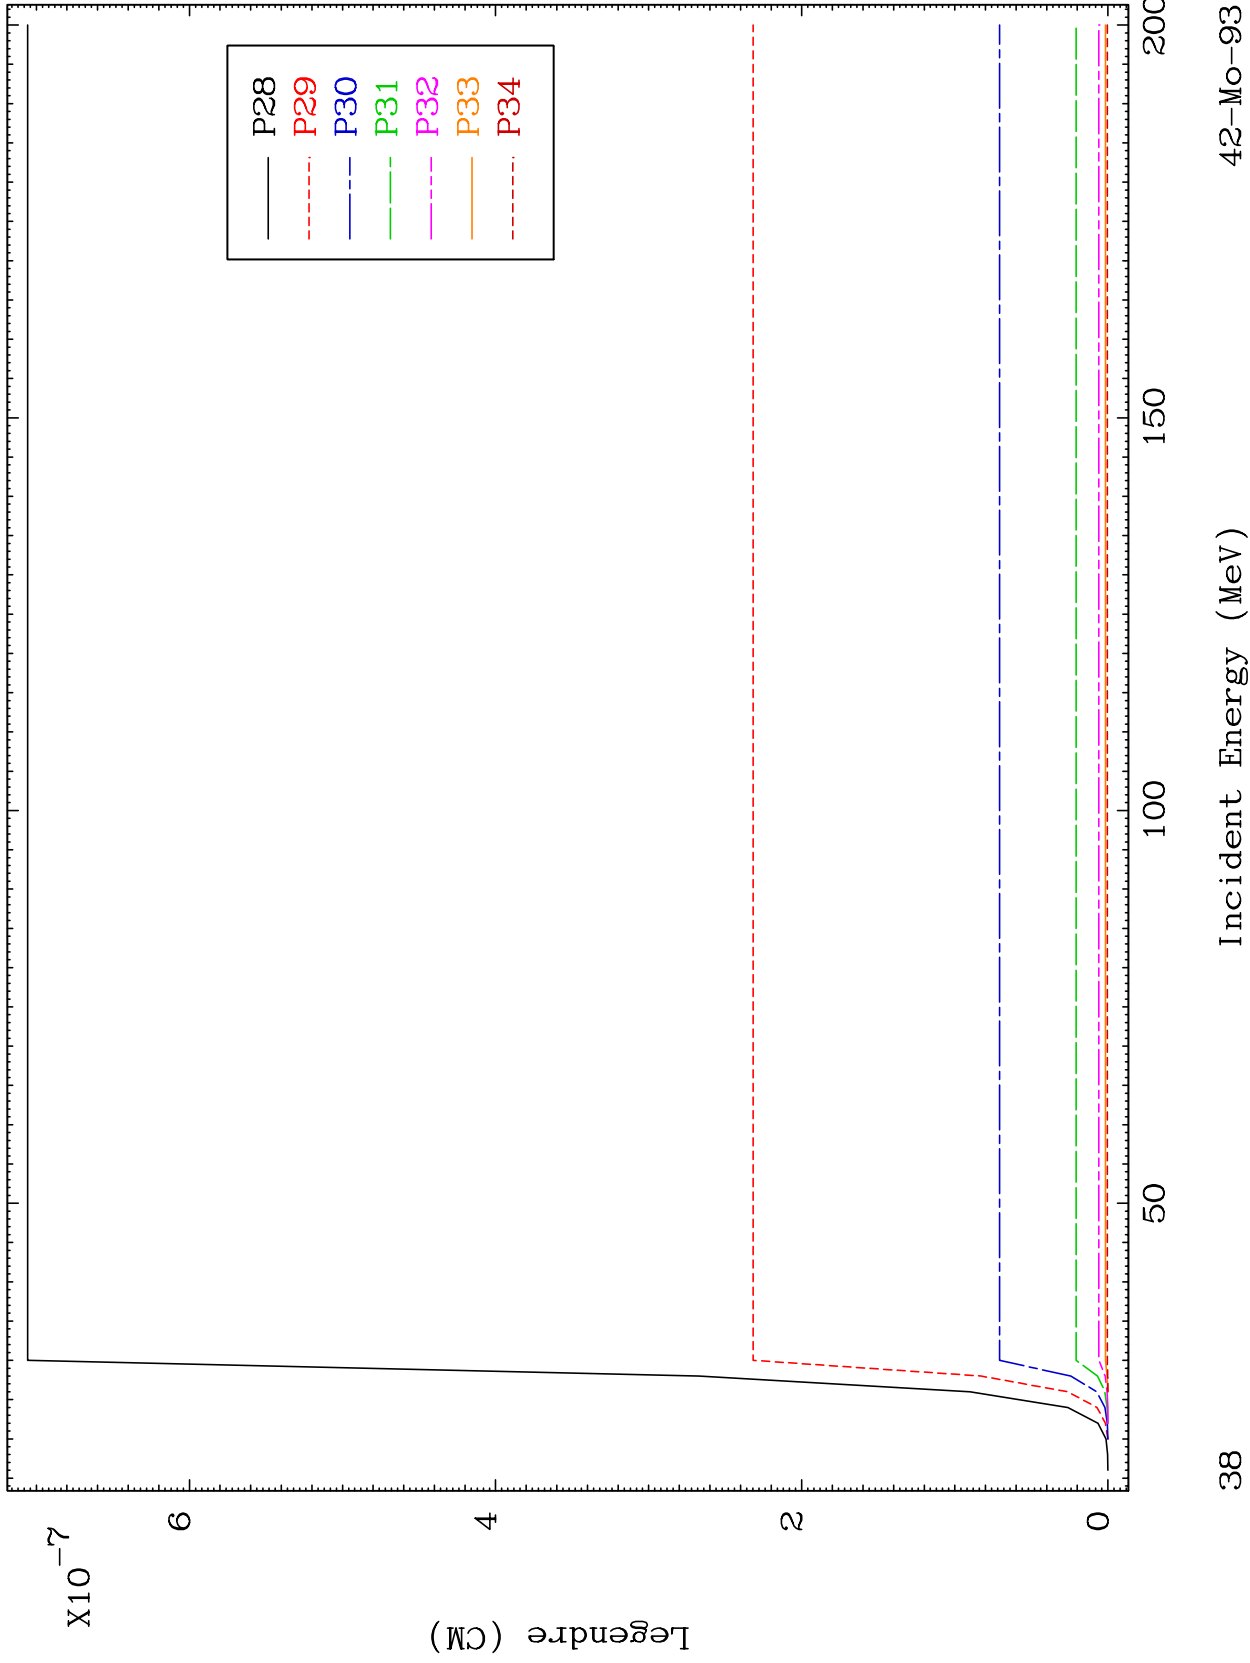 X10-7
6
4
2
0
Legendre (CM)
P28
P29
P30
P31
P32
P33
P34
50
100
150
200
Incident Energy (MeV)
38
42-Mo-93